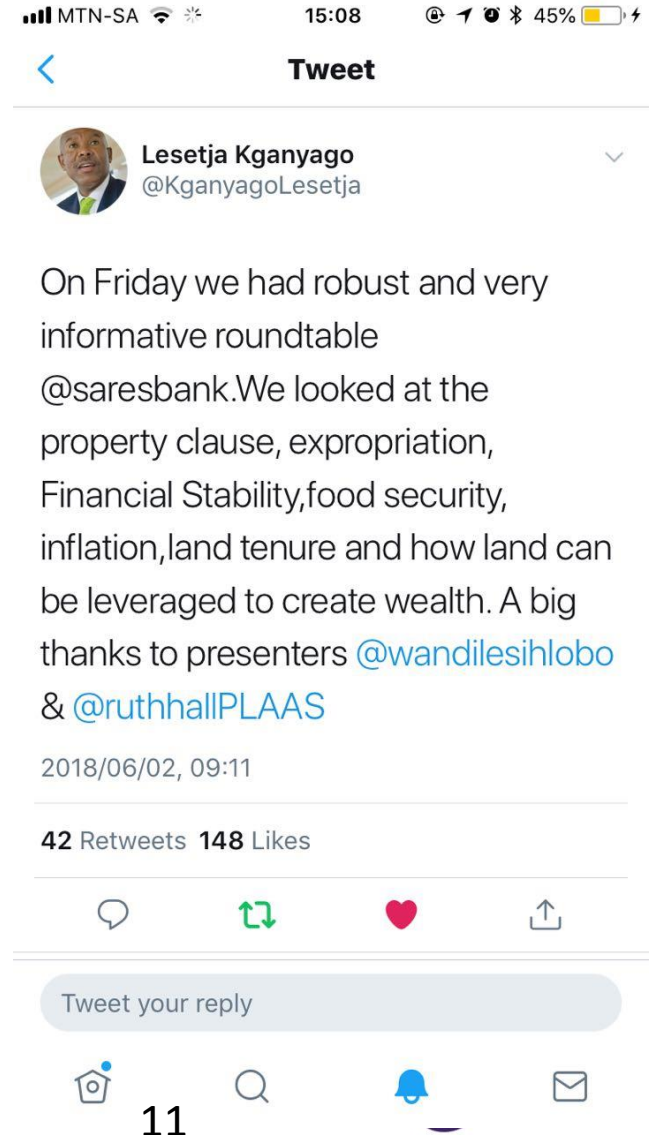 MTN-SA 15:08 45%
Tweet
Lesetja Kganyago
@KganyagoLesetja
On Friday we had robust and very
informative roundtable
@saresbank.We looked at the
property clause, expropriation,
Financial Stability,food security,
inflation,land tenure and how land can
be leveraged to create wealth. A big
thanks to presenters @wandilesihlobo
& @ruthhallPLAAS
2018/06/02, 09:11
42 Retweets 148 Likes
Tweet your reply
11